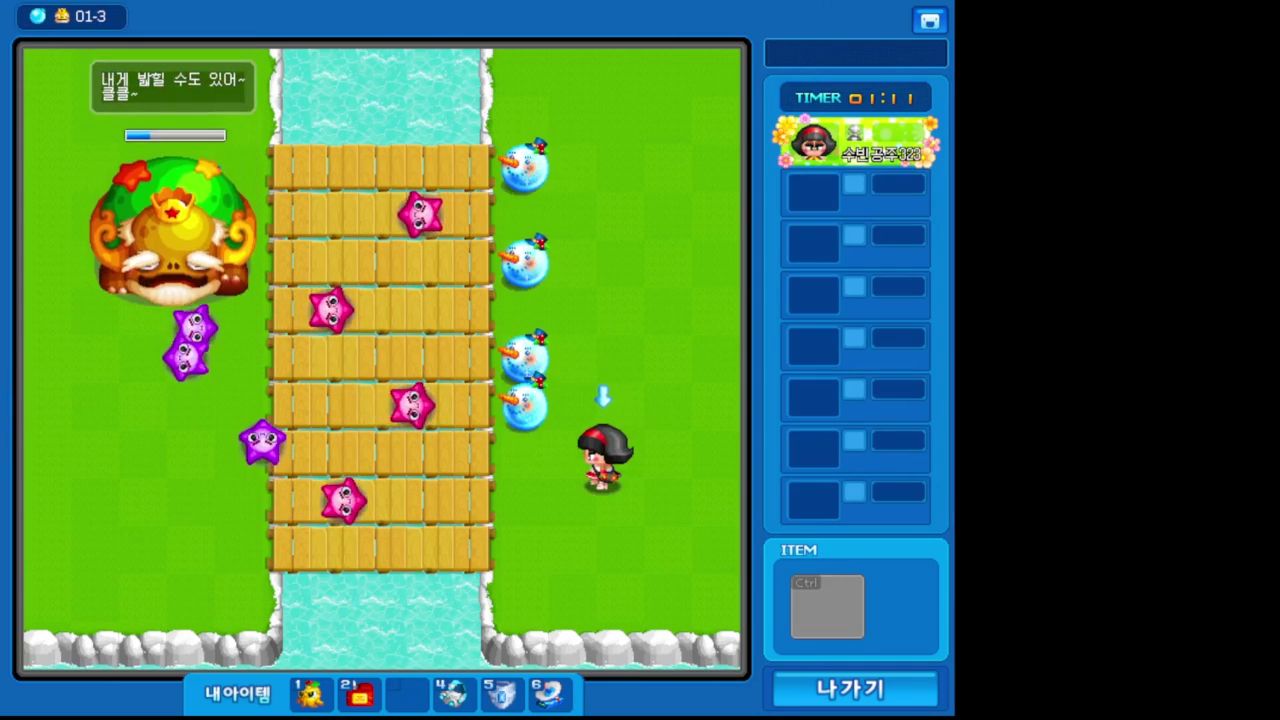 01-3
내게 밟힐 수도 있어~
클클~
TIMER 01:11
수빈공주023
ITEM
Ctrl
내아이템
1
2
4
5
6
나가기